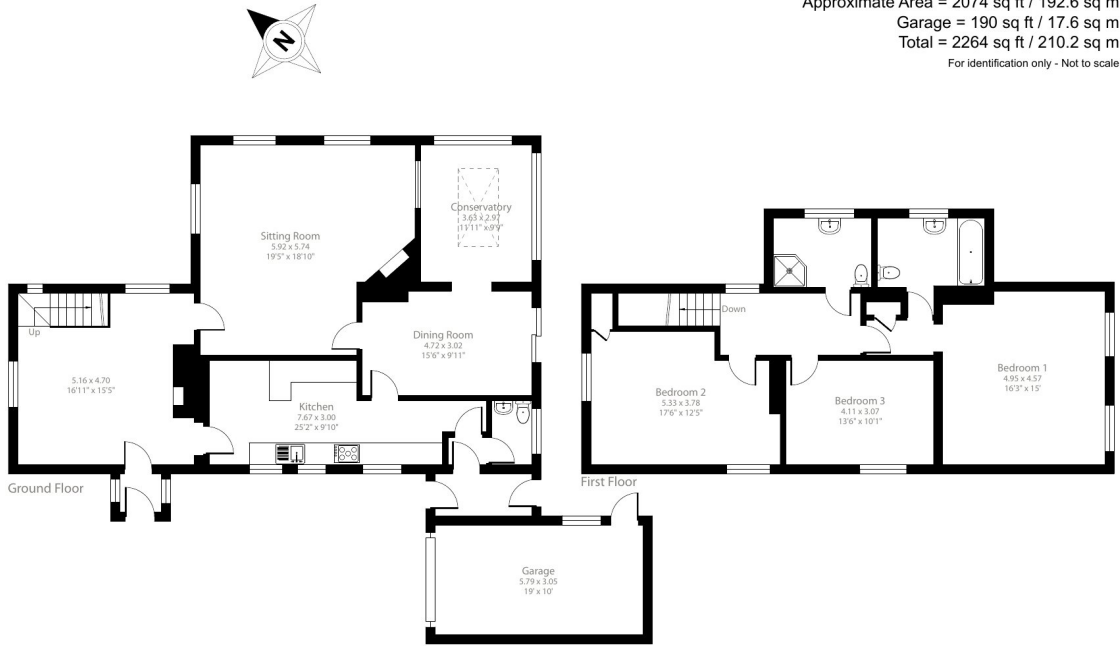 Approximate Area = 2074 sq ft / 192.6 sq m
Garage = 190 sq ft / 17.6 sq m
Total = 2264 sq ft / 210.2 sq m
For identification only - Not to scale
N
Sitting Room
5.92 x 5.74
19'5" x 18'10"
Conservatory
3.63 x 2.97
11'11" x 9'9"
Up
5.16 x 4.70
16'11" x 15'5"
Dining Room
4.72 x 3.02
15'6" x 9'11"
Kitchen
7.67 x 3.00
25'2" x 9'10"
Ground Floor
Garage
5.79 x 3.05
19' x 10'
Down
Bedroom 1
4.95 x 4.57
16'3" x 15'
Bedroom 2
5.33 x 3.78
17'6" x 12'5"
Bedroom 3
4.11 x 3.07
13'6" x 10'1"
First Floor